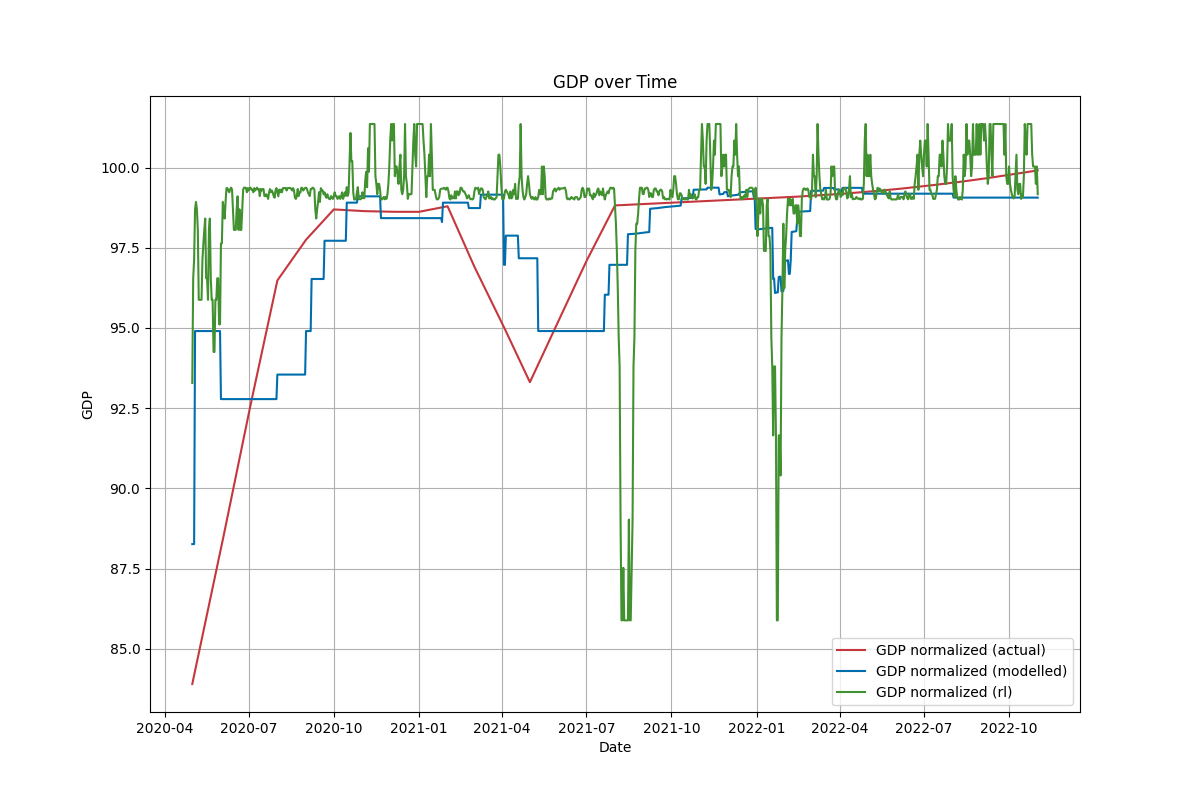 GDP over Time
100.0
97.5
95.0
92.5
90.0
87.5
85.0
GDP
GDP normalized (actual)
GDP normalized (modelled)
GDP normalized (rl)
2020-04 2020-07 2020-10 2021-01 2021-04 2021-07 2021-10 2022-01 2022-04 2022-07 2022-10
Date